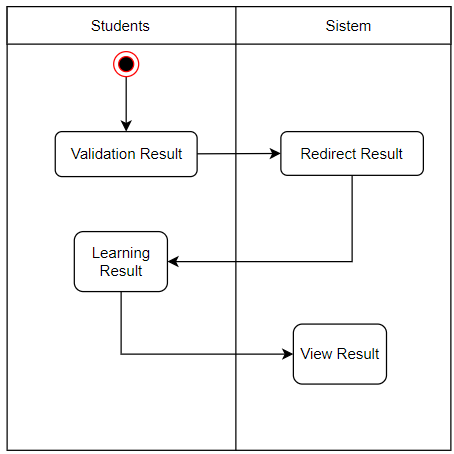 Students
Sistem
Validation Result
Redirect Result
Learning
Result
View Result